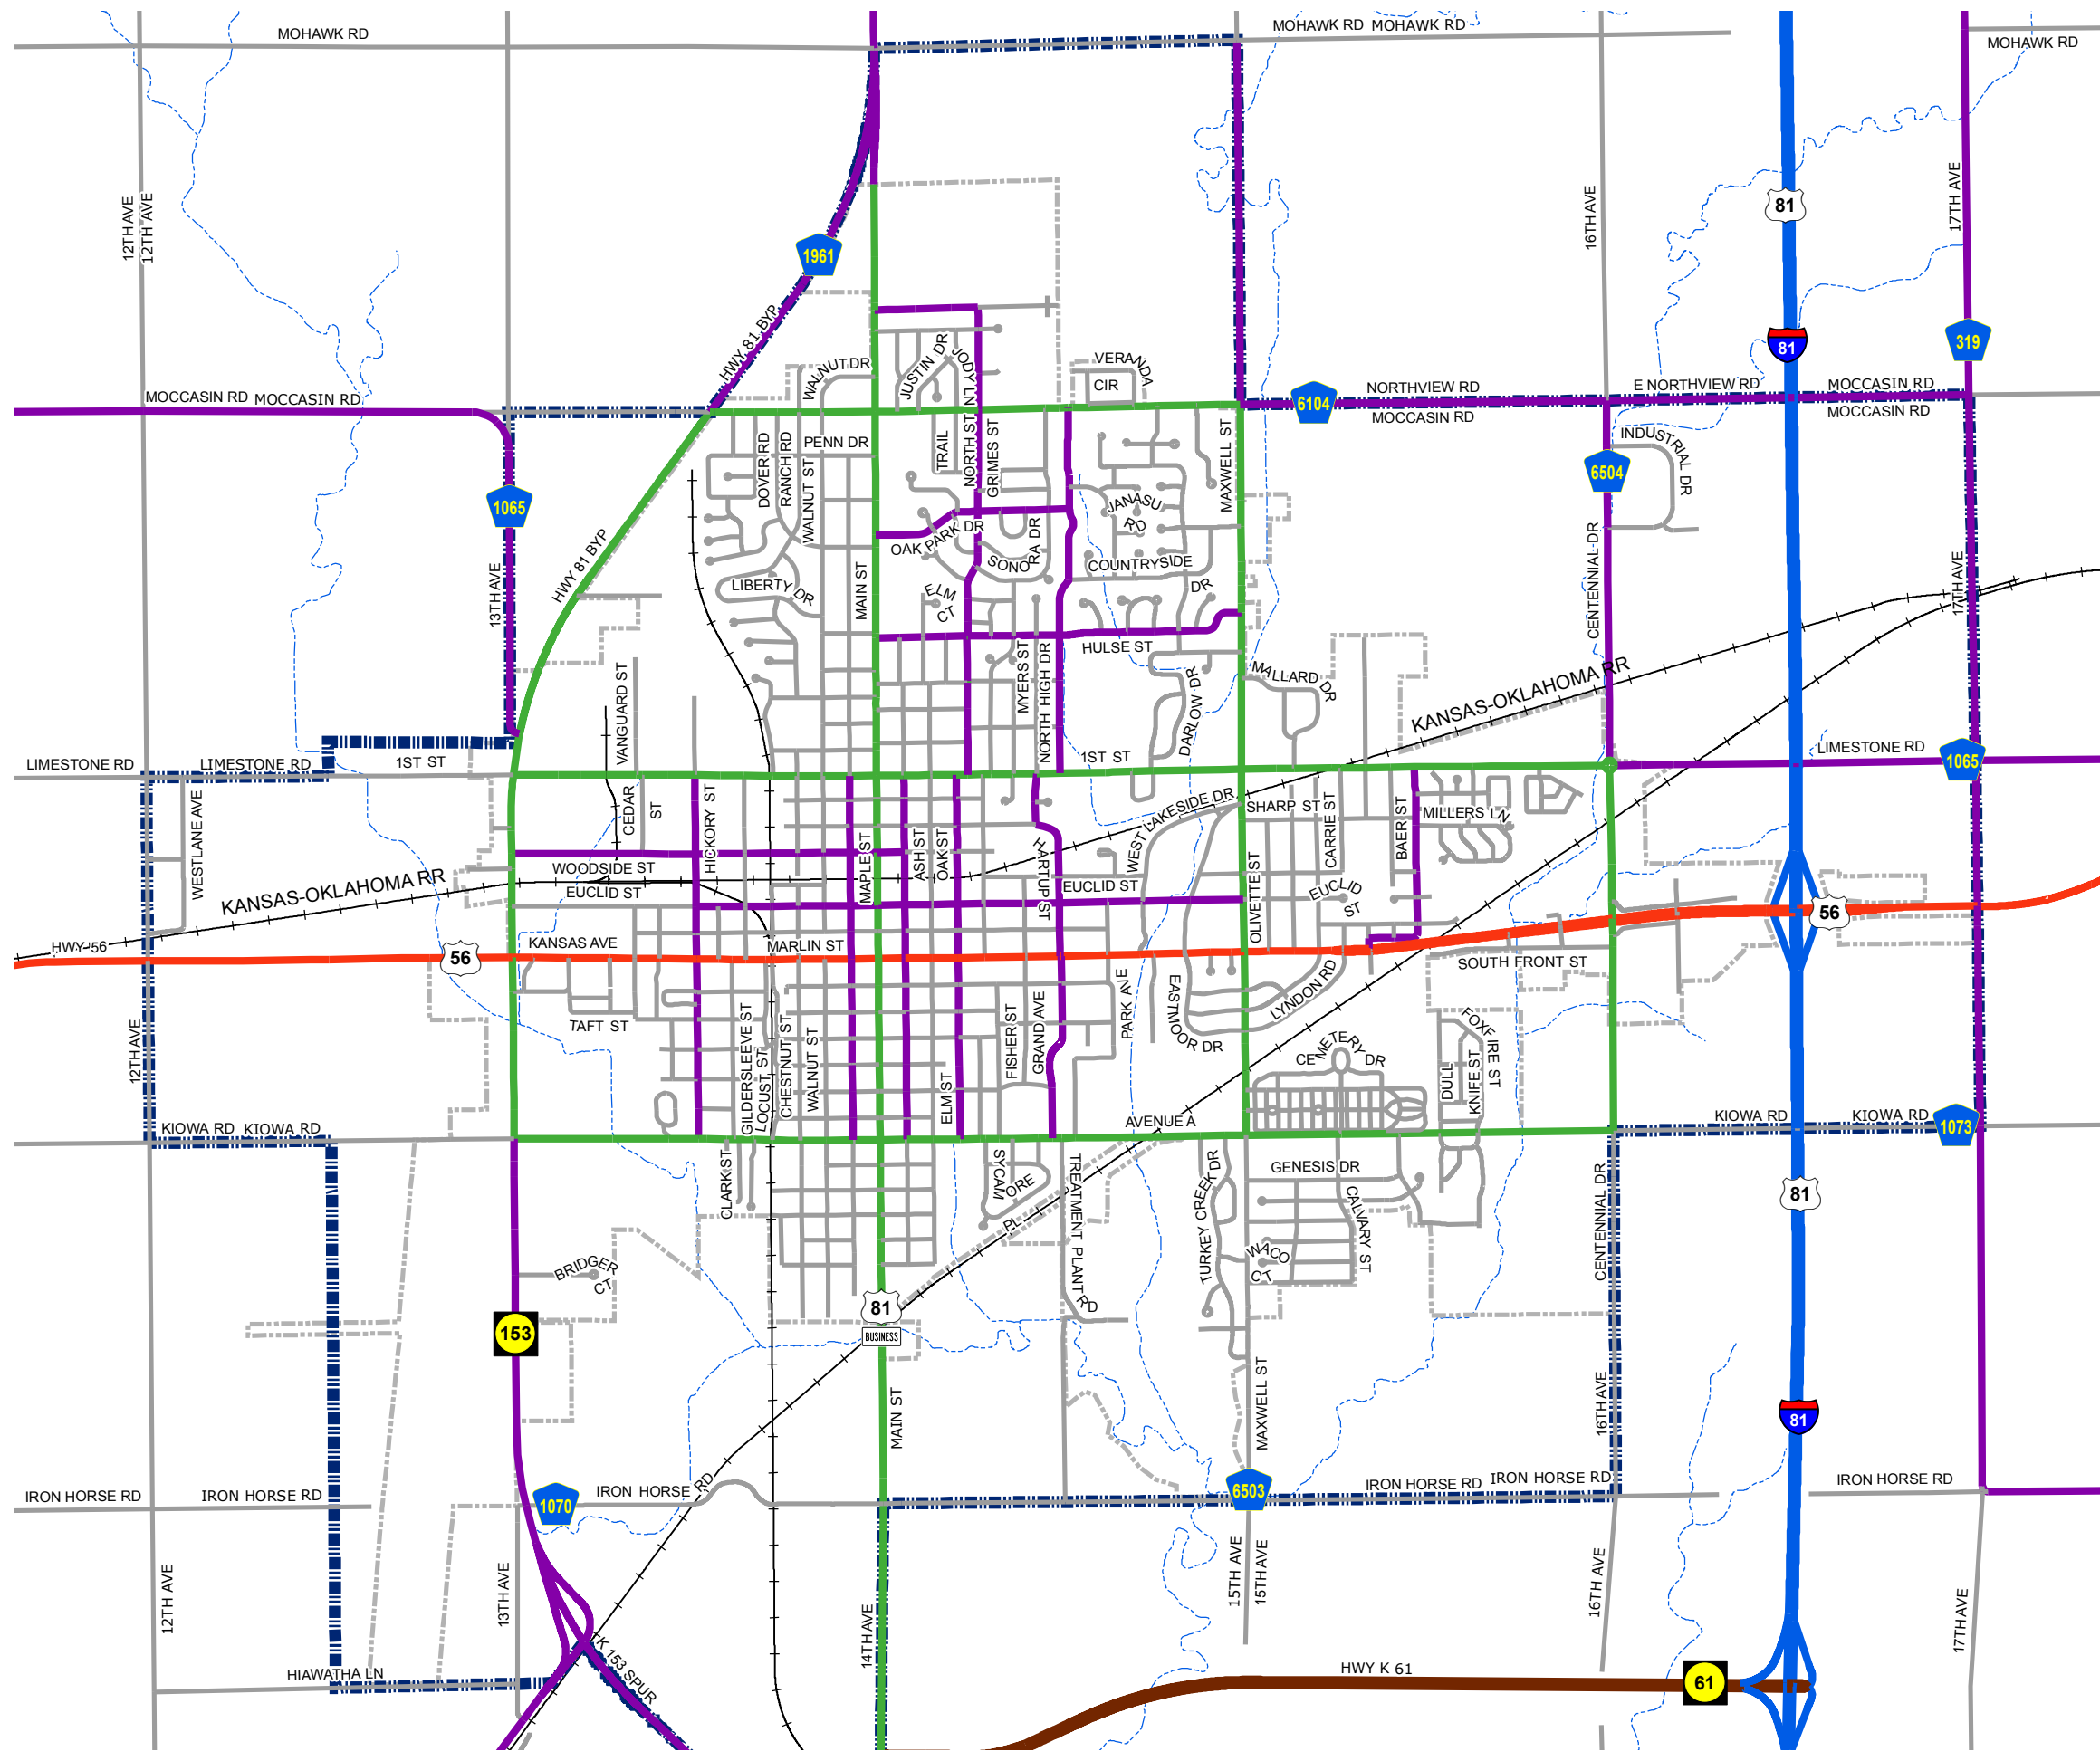 MOHAWK RD
MOHAWK RD MOHAWK RD
MOHAWK RD
12TH AVE
12TH AVE
16TH AVE
81
17TH AVE
1961
HWY 81 BYP
81
319
WALNUT DR
JUSTIN DR
JODY LN
VERANDA
CIR
MOCCASIN RD MOCCASIN RD
6104
NORTHVIEW RD
MOCCASIN RD
E NORTHVIEW RD
MOCCASIN RD
MOCCASIN RD
DOVER RD
RANCH RD
PENN DR
WALNUT ST
TRAIL
NORTH ST
GRIMES ST
MAXWELL ST
INDUSTRIAL DR
6504
1065
JANASU
RD
OAK PARK DR
SONORA DR
COUNTRYSIDE
DR
CENTENNIAL DR
13TH AVE
HWY 81 BYP
LIBERTY DR
MAIN ST
ELM
CT
17TH AVE
HULSE ST
MYERS ST
NORTH HIGH DR
MALLARD DR
DARLOW DR
KANSAS-OKLAHOMA RR
VANGUARD ST
LIMESTONE RD
LIMESTONE RD
1ST ST
1ST ST
LIMESTONE RD
1065
WESTLANE AVE
CEDAR
ST
HICKORY ST
MAPLE ST
ASH ST
OAK ST
HARTUP ST
WEST LAKESIDE DR
SHARP ST
CARRIE ST
BAER ST
MILLERS LN
WOODSIDE ST
EUCLID ST
EUCLID ST
EUCLID
ST
OLIVETTE ST
KANSAS-OKLAHOMA RR
HWY 56
56
KANSAS AVE
MARLIN ST
56
SOUTH FRONT ST
TAFT ST
GILDERSLEEVE ST
LOCUST ST
CHESTNUT ST
WALNUT ST
ELM ST
FISHER ST
GRAND AVE
PARK AVE
EASTMOOR DR
LYNDON RD
CEMETERY DR
FOXFIRE ST
DULL
KNIFE ST
12TH AVE
KIOWA RD KIOWA RD
AVENUE A
KIOWA RD
KIOWA RD
1073
CLARK ST
SYCAMORE
PL
TREATMENT PLANT RD
TURKEY CREEK DR
GENESIS DR
CALVARY ST
WACO
CT
CENTENNIAL DR
81
BRIDGER
CT
153
81
BUSINESS
MAIN ST
MAXWELL ST
16TH AVE
81
IRON HORSE RD
IRON HORSE RD
1070
IRON HORSE RD
6503
IRON HORSE RD
IRON HORSE RD
IRON HORSE RD
12TH AVE
13TH AVE
14TH AVE
15TH AVE
15TH AVE
16TH AVE
17TH AVE
HIAWATHA LN
TK 153 SPUR
HWY K 61
61